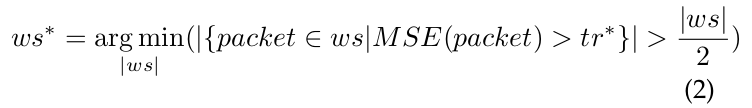 ws* = arg min(|{packet ∈ ws|MSE(packet) > tr*}| > |ws|/2)
|ws|
(2)